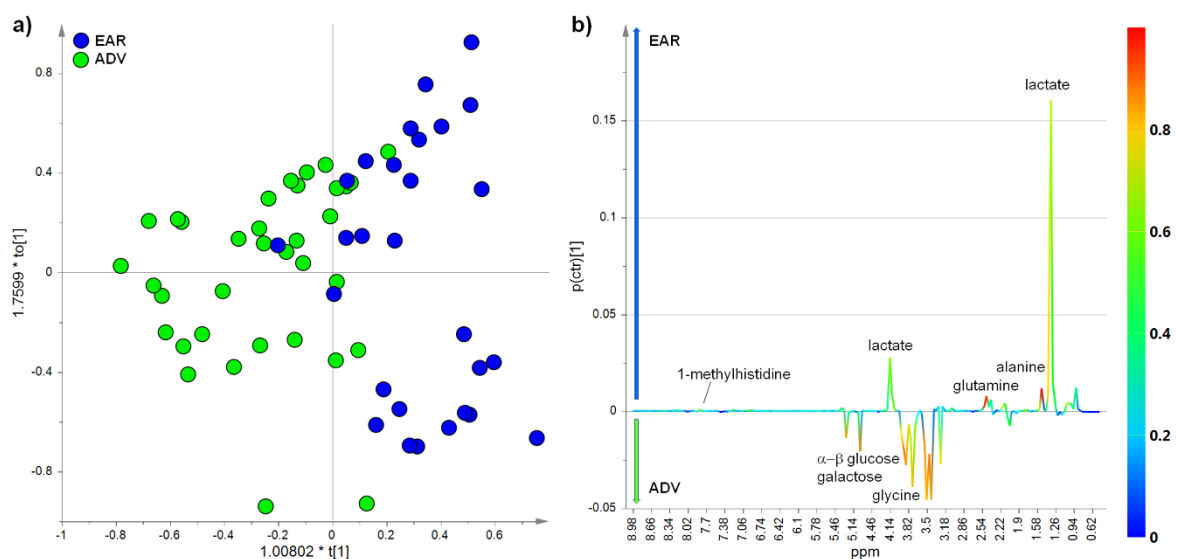 a)
EAR
ADV
0.8
0.4
0
-0.4
-0.8
-1
-0.8
-0.6
-0.4
-0.2
0
0.2
0.4
0.6
1.7599 * to[1]
1.00802 * t[1]
b)
EAR
0.15
0.1
0.05
0
-0.05
p(ctr)[1]
lactate
lactate
1-methylhistidine
alanine
glutamine
α-β glucose
galactose
glycine
ADV
8.98
8.66
8.34
8.02
7.7
7.38
7.06
6.74
6.42
6.1
5.78
5.46
5.14
4.46
4.14
3.82
3.5
3.18
2.86
2.54
2.22
1.9
1.58
1.26
0.94
0.62
ppm
0.8
0.6
0.4
0.2
0